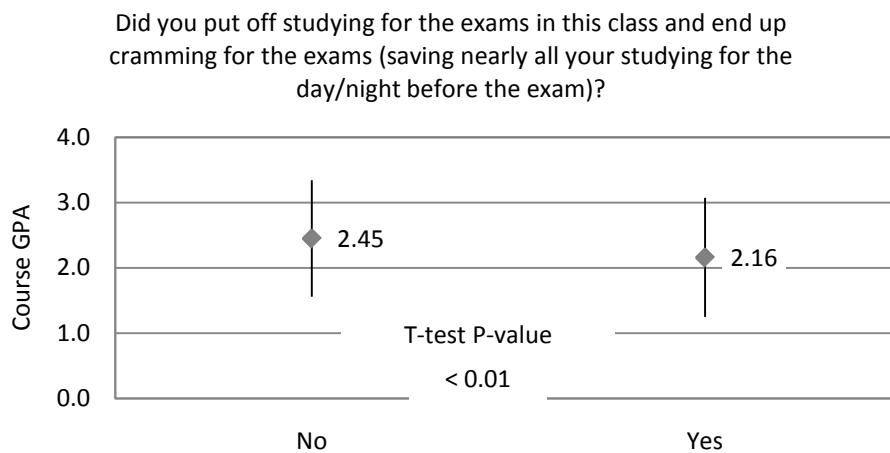 Did you put off studying for the exams in this class and end up
cramming for the exams (saving nearly all your studying for the
day/night before the exam)?
4.0
3.0
2.0
1.0
0.0
Course GPA
2.45
2.16
T-test P-value
< 0.01
No
Yes